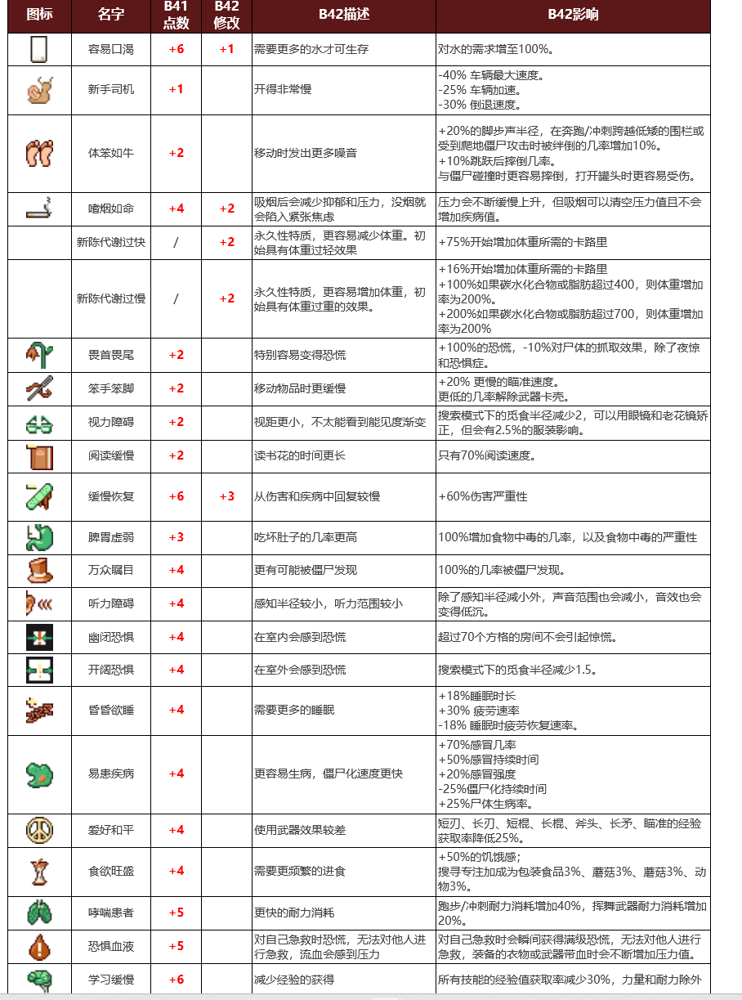 图标 名字 B41点数 B42修改 B42描述 B42影响
容易口渴 +6 +1 需要更多的水才可生存 对水的需求增至100%。
新手司机 +1 开得非常慢 -40% 车辆最大速度。
-25% 车辆加速。
-30% 倒退速度。
体笨如牛 +2 移动时发出更多噪音 +20%的脚步声半径，在奔跑/冲刺跨越低矮的围栏或
受到爬地僵尸攻击时被绊倒的几率增加10%。
+10%跳跃后摔倒几率。
与僵尸碰撞时更容易摔倒，打开罐头时更容易受伤。
嗜烟如命 +4 +2 吸烟后会减少抑郁和压力，没烟就
会陷入紧张焦虑 压力会不断缓慢上升，但吸烟可以清空压力值且不会
增加疾病值。
新陈代谢过快 / +2 永久性特质，更容易减少体重。初
始具有体重过轻效果 +75%开始增加体重所需的卡路里
新陈代谢过慢 / +2 永久性特质，更容易增加体重，初
始具有体重过重的效果。 +16%开始增加体重所需的卡路里
+100%如果碳水化合物或脂肪超过400，则体重增加
率为200%。
+200%如果碳水化合物或脂肪超过700，则体重增加
率为200%
畏首畏尾 +2 特别容易变得恐慌 +100%的恐慌，-10%对尸体的抓取效果，除了夜惊
和恐惧症。
笨手笨脚 +2 移动物品时更缓慢 +20% 更慢的瞄准速度。
更低的几率解除武器卡壳。
视力障碍 +2 视距更小，不太能看到能见度渐变 搜索模式下的觅食半径减少2，可以用眼镜和老花镜矫
正，但会有2.5%的服装影响。
阅读缓慢 +2 读书花的时间更长 只有70%阅读速度。
缓慢恢复 +6 +3 从伤害和疾病中回复较慢 +60%伤害严重性
脾胃虚弱 +3 吃坏肚子的几率更高 100%增加食物中毒的几率，以及食物中毒的严重性
万众瞩目 +4 更有可能被僵尸发现 100%的几率被僵尸发现。
听力障碍 +4 感知半径较小，听力范围较小 除了感知半径减小外，声音范围也会减小，音效也会
变得低沉。
幽闭恐惧 +4 在室内会感到恐慌 超过70个方格的房间不会引起惊慌。
开阔恐惧 +4 在室外会感到恐慌 搜索模式下的觅食半径减少1.5。
昏昏欲睡 +4 需要更多的睡眠 +18%睡眠时长
+30% 疲劳速率
-18% 睡眠时疲劳恢复速率。
易患疾病 +4 更容易生病，僵尸化速度更快 +70%感冒几率
+50%感冒持续时间
+20%感冒强度
-25%僵尸化持续时间
+25%尸体生病率。
爱好和平 +4 使用武器效果较差 短刃、长刃、短棍、长棍、斧头、长矛、瞄准的经验
获取率降低25%。
食欲旺盛 +4 需要更频繁的进食 +50%的饥饿感；
搜寻专注加成为包装食品3%、蘑菇3%、蘑菇3%、动
物3%。
哮喘患者 +5 更快的耐力消耗 跑步/冲刺耐力消耗增加40%，挥舞武器耐力消耗增加
20%。
恐惧血液 +5 对自己急救时恐慌，无法对他人进
行急救，流血会感到压力 对自己急救时会瞬间获得满级恐慌，无法对他人进行
急救，装备的衣物或武器带血时会不断增加压力值。
学习缓慢 +6 减少经验的获得 所有技能的经验值获取率减少30%，力量和耐力除外